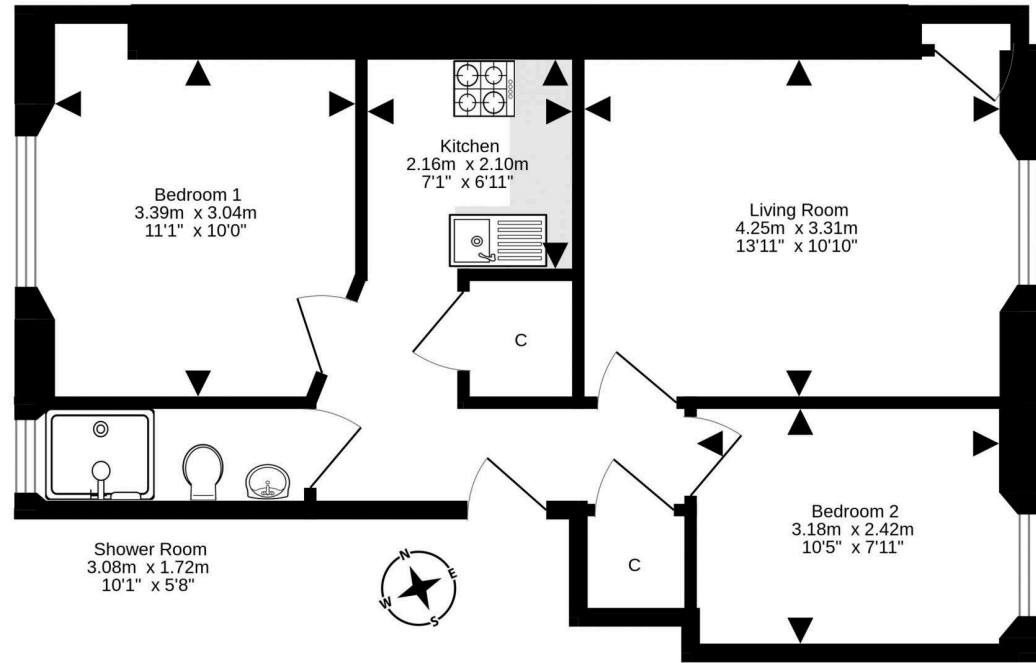 Bedroom 1
3.39m x 3.04m
11'1" x 10'0"
Kitchen
2.16m x 2.10m
7'1" x 6'11"
Living Room
4.25m x 3.31m
13'11" x 10'10"
C
Shower Room
3.08m x 1.72m
10'1" x 5'8"
N
E
W
S
C
Bedroom 2
3.18m x 2.42m
10'5" x 7'11"